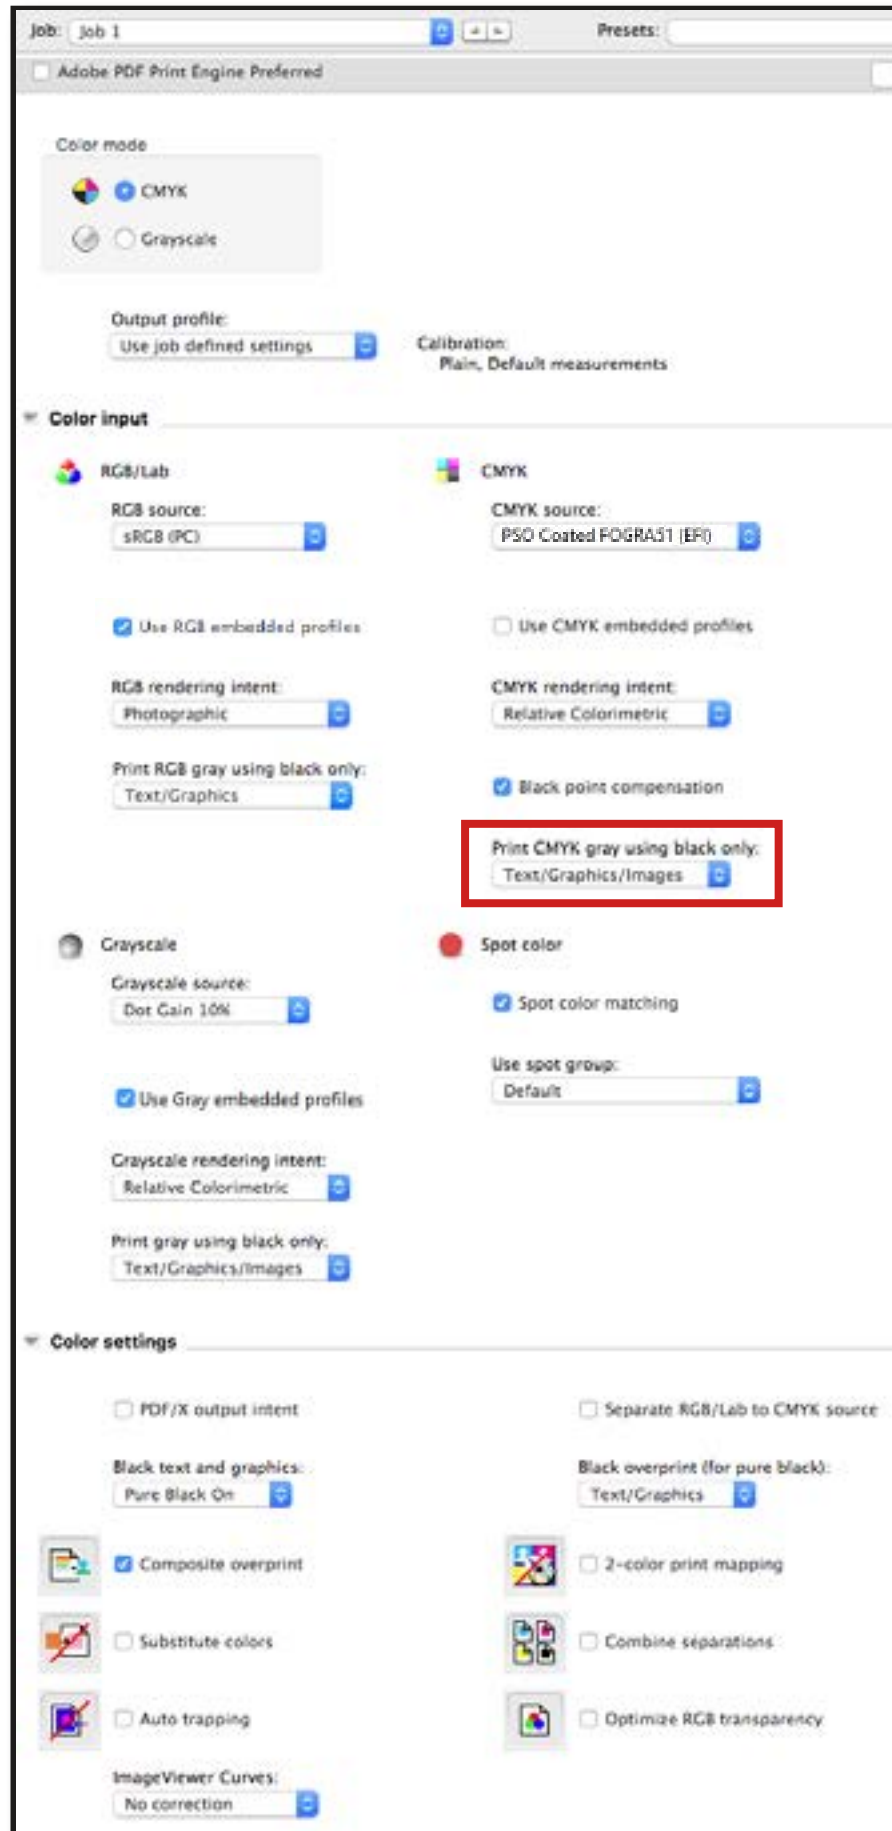 Job: Job 1 Presets:
Adobe PDF Print Engine Preferred
Color mode
CMYK
Grayscale
Output profile:
Use job defined settings
Calibration:
Plain, Default measurements
Color input
RGB/Lab
RGB source:
sRGB (PC)
Use RGB embedded profiles
RGB rendering intent:
Photographic
Print RGB gray using black only:
Text/Graphics
CMYK
CMYK source:
PSO Coated FOGRA51 (EFI)
Use CMYK embedded profiles
CMYK rendering intent:
Relative Colorimetric
Black point compensation
Print CMYK gray using black only:
Text/Graphics/Images
Grayscale
Grayscale source:
Dot Gain 10%
Use Gray embedded profiles
Grayscale rendering intent:
Relative Colorimetric
Print gray using black only:
Text/Graphics/Images
Spot color
Spot color matching
Use spot group:
Default
Color settings
PDF/X output intent
Separate RGB/Lab to CMYK source
Black text and graphics:
Pure Black On
Black overprint (for pure black):
Text/Graphics
Composite overprint
2-color print mapping
Substitute colors
Combine separations
Auto trapping
Optimize RGB transparency
ImageViewer Curves:
No correction